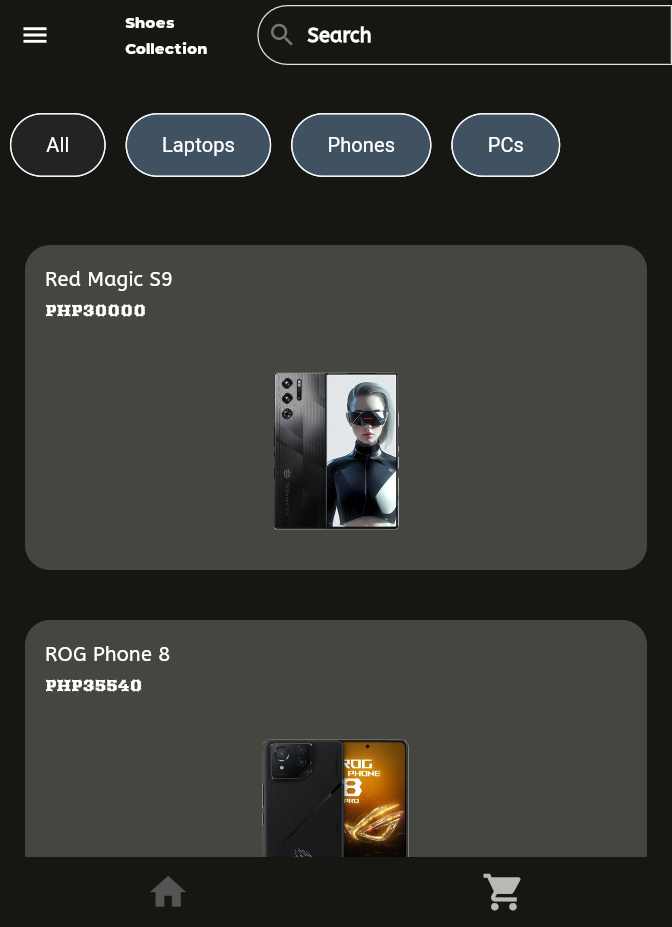 Shoes
Collection
Search
All
Laptops
Phones
PCs
Red Magic S9
PHP30000
ROG Phone 8
PHP35540
ROG
PHONE
8
PRO